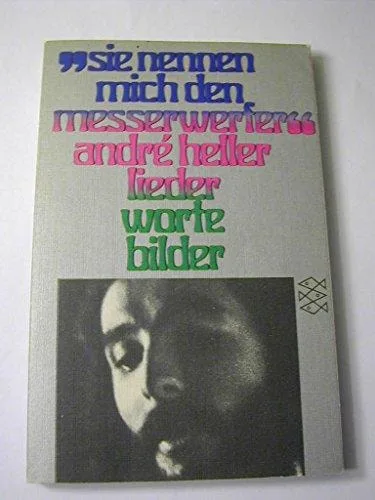 „sie nennen
mich den
messerwerfer“
andré heller
lieder
worte
bilder